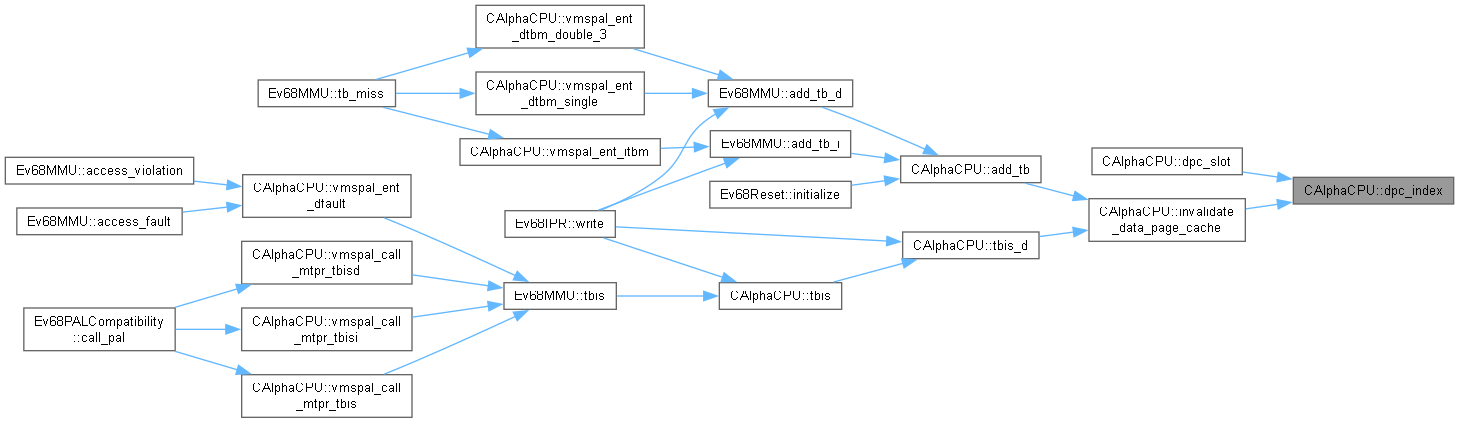 CAlphaCPU::vmspal_ent
_dtbm_double_3
Ev68MMU::tb_miss
CAlphaCPU::vmspal_ent
_dtbm_single
Ev68MMU::add_tb_d
CAlphaCPU::vmspal_ent_itbm
Ev68MMU::add_tb_i
CAlphaCPU::add_tb
CAlphaCPU::dpc_slot
CAlphaCPU::dpc_index
Ev68MMU::access_violation
CAlphaCPU::vmspal_ent
_dfault
Ev68Reset::initialize
Ev68MMU::access_fault
Ev68IPR::write
CAlphaCPU::invalidate
_data_page_cache
CAlphaCPU::tbis_d
CAlphaCPU::vmspal_call
_mtpr_tbisd
Ev68MMU::tbis
CAlphaCPU::tbis
Ev68PALCompatibility
::call_pal
CAlphaCPU::vmspal_call
_mtpr_tbisi
CAlphaCPU::vmspal_call
_mtpr_tbis